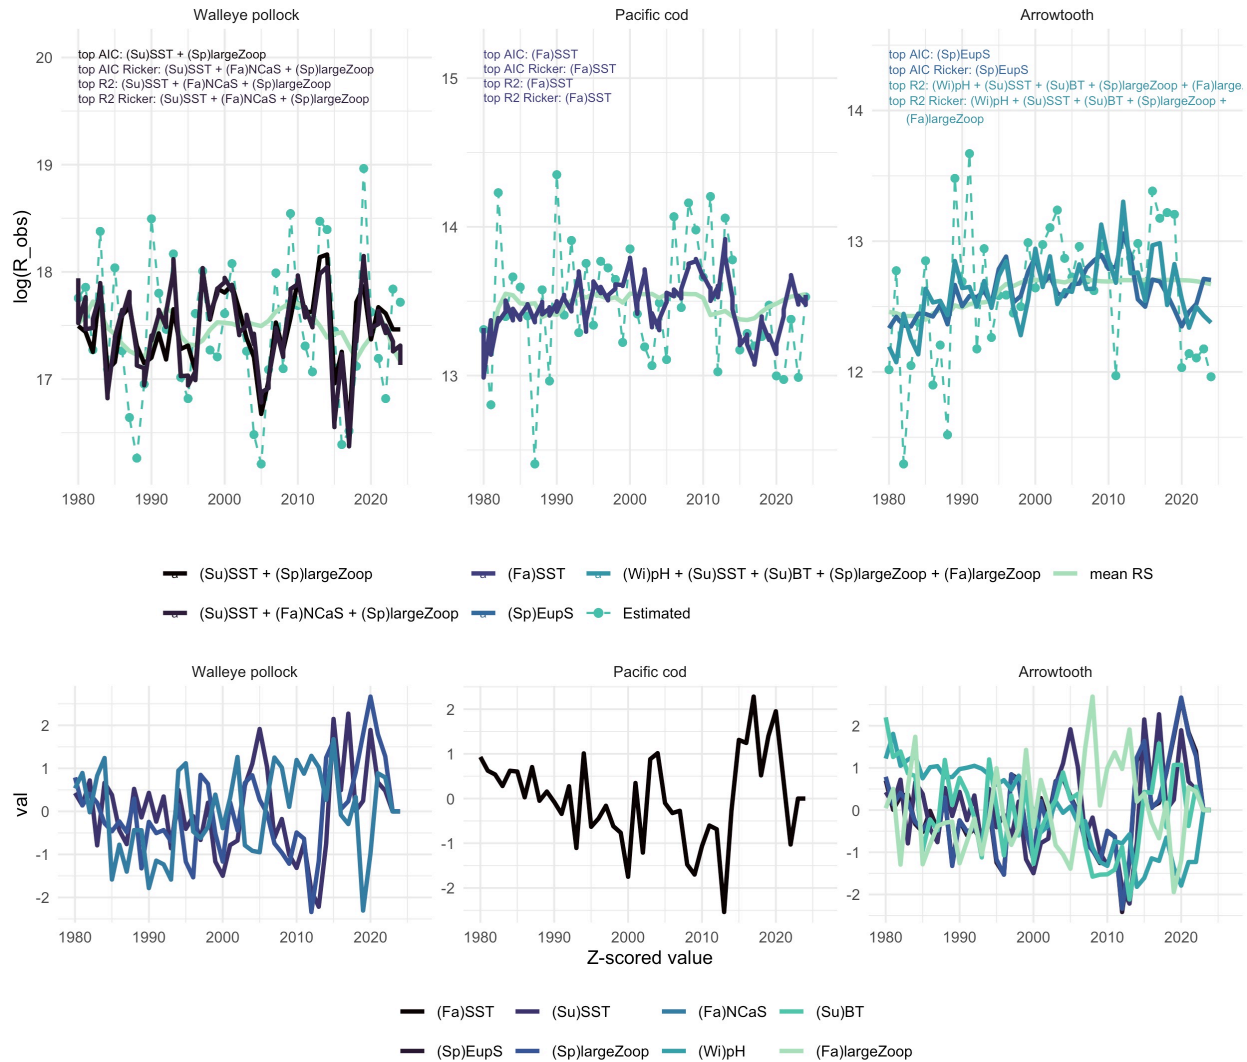 Walleye pollock
Pacific cod
Arrowtooth
top AIC: (Su)SST + (Sp)largeZoop
top AIC Ricker: (Su)SST + (Fa)NCaS + (Sp)largeZoop
top R2: (Su)SST + (Fa)NCaS + (Sp)largeZoop
top R2 Ricker: (Su)SST + (Fa)NCaS + (Sp)largeZoop
top AIC: (Fa)SST
top AIC Ricker: (Fa)SST
top R2: (Fa)SST
top R2 Ricker: (Fa)SST
top AIC: (Sp)EupS
top AIC Ricker: (Sp)EupS
top R2: (Wi)pH + (Su)SST + (Su)BT + (Sp)largeZoop + (Fa)large
top R2 Ricker: (Wi)pH + (Su)SST + (Su)BT + (Sp)largeZoop +
(Fa)largeZoop
log(R_obs)
20
19
18
17
15
14
13
14
13
12
1980 1990 2000 2010 2020
1980 1990 2000 2010 2020
1980 1990 2000 2010 2020
(Su)SST + (Sp)largeZoop
(Fa)SST
(Wi)pH + (Su)SST + (Su)BT + (Sp)largeZoop + (Fa)largeZoop
mean RS
(Su)SST + (Fa)NCaS + (Sp)largeZoop
(Sp)EupS
Estimated
Walleye pollock
Pacific cod
Arrowtooth
val
2
1
0
-1
-2
2
1
0
-1
-2
2
1
0
-1
-2
1980 1990 2000 2010 2020
1980 1990 2000 2010 2020
1980 1990 2000 2010 2020
Z-scored value
(Fa)SST
(Su)SST
(Fa)NCaS
(Su)BT
(Sp)EupS
(Sp)largeZoop
(Wi)pH
(Fa)largeZoop